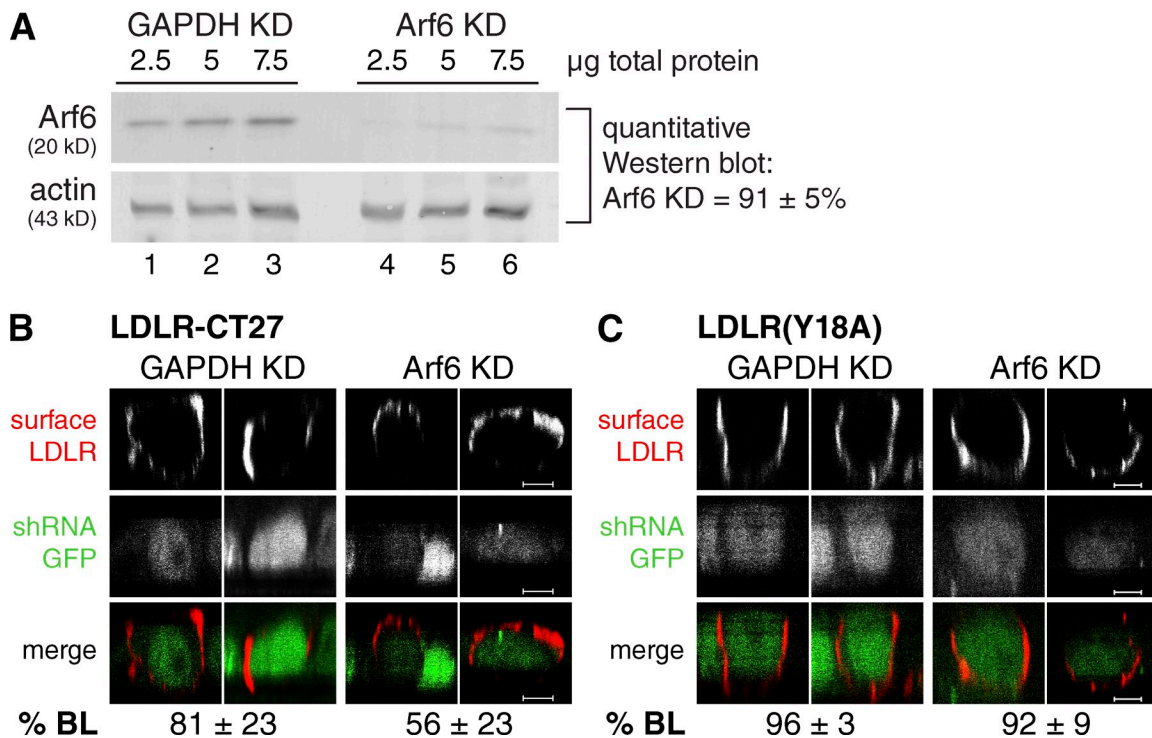 A
GAPDH KD Arf6 KD
2.5 5 7.5 2.5 5 7.5 µg total protein
Arf6
(20 kD)
actin
(43 kD)
quantitative
Western blot:
Arf6 KD = 91 ± 5%
1 2 3 4 5 6
B LDLR-CT27
GAPDH KD Arf6 KD
surface
LDLR
shRNA
GFP
merge
% BL 81 ± 23 56 ± 23
C LDLR(Y18A)
GAPDH KD Arf6 KD
surface
LDLR
shRNA
GFP
merge
% BL 96 ± 3 92 ± 9